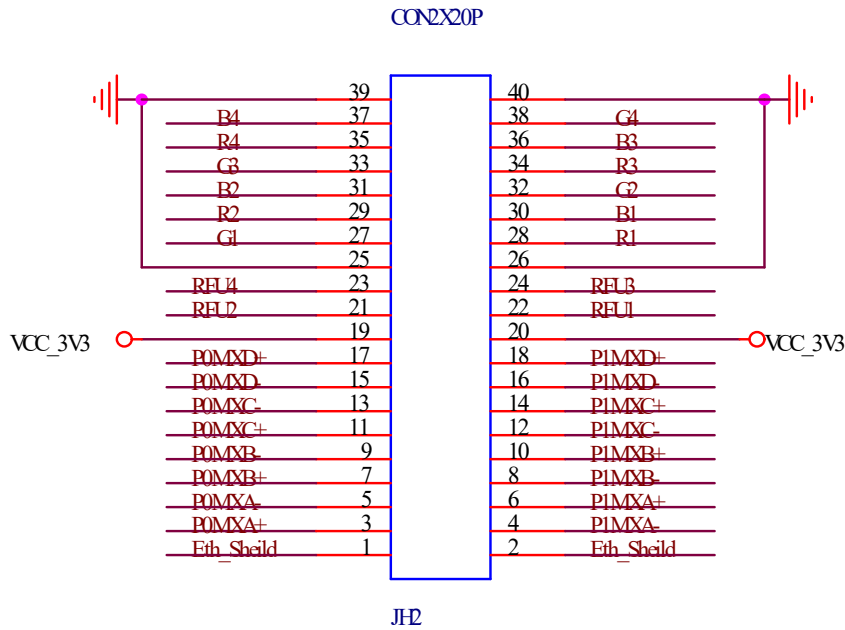 CON2X20P
39 40
B4 37 38 G4
R4 35 36 B3
G3 33 34 R3
B2 31 32 G2
R2 29 30 B1
G1 27 28 R1
25 26
RFU4 23 24 RFU3
RFU2 21 22 RFU1
VCC_3V3 19 20 VCC_3V3
P0MXD+ 17 18 P1MXD+
P0MXD- 15 16 P1MXD-
P0MXC- 13 14 P1MXC+
P0MXC+ 11 12 P1MXC-
P0MXB- 9 10 P1MXB+
P0MXB+ 7 8 P1MXB-
P0MXA- 5 6 P1MXA+
P0MXA+ 3 4 P1MXA-
Eth_Sheild 1 2 Eth_Sheild
JH2